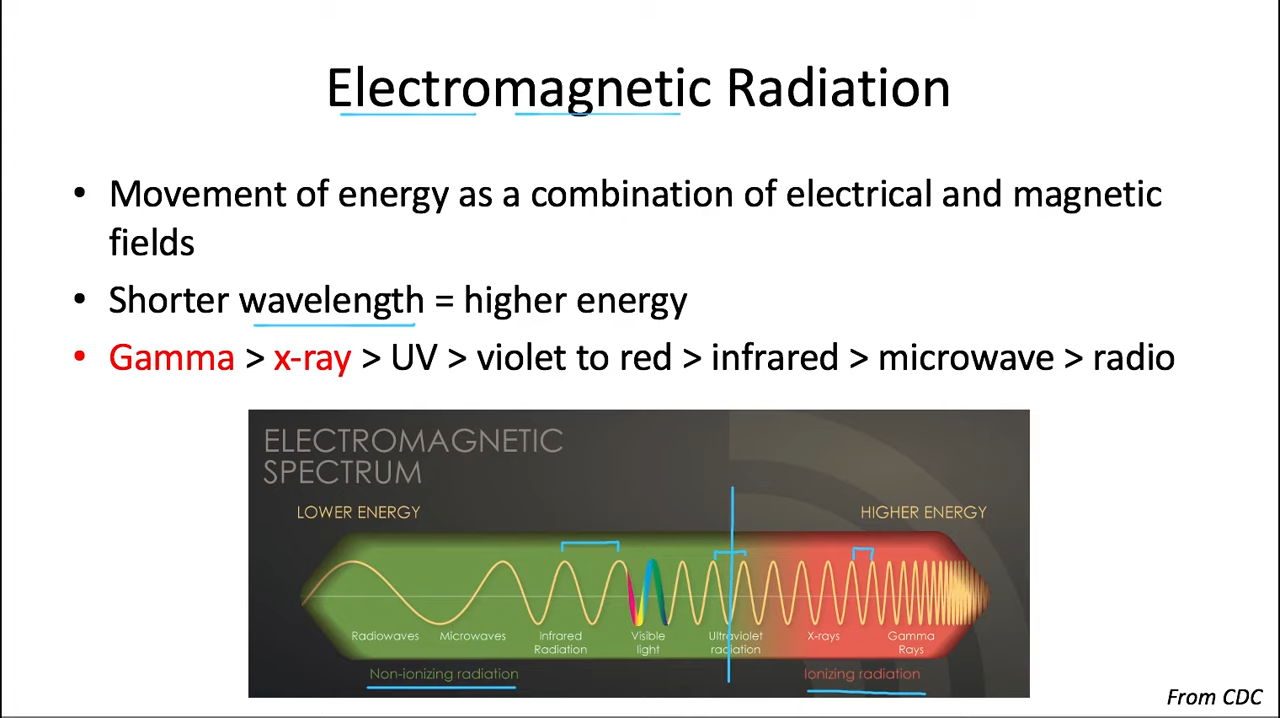 Electromagnetic Radiation
• Movement of energy as a combination of electrical and magnetic
fields
• Shorter wavelength = higher energy
• Gamma > x-ray > UV > violet to red > infrared > microwave > radio
ELECTROMAGNETIC
SPECTRUM
LOWER ENERGY
HIGHER ENERGY
Radiowaves
Microwaves
Infrared
Radiation
Visible
light
Ultraviolet
radiation
X-rays
Gamma
Rays
Non-ionizing radiation
Ionizing radiation
From CDC